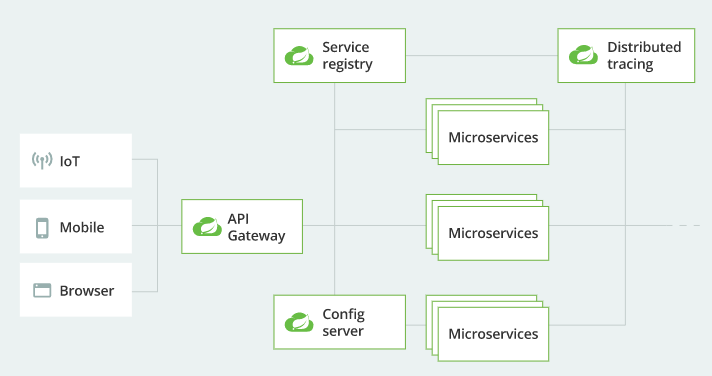 Service
registry
Distributed
tracing
Microservices
IoT
Mobile
API
Gateway
Microservices
Browser
Config
server
Microservices